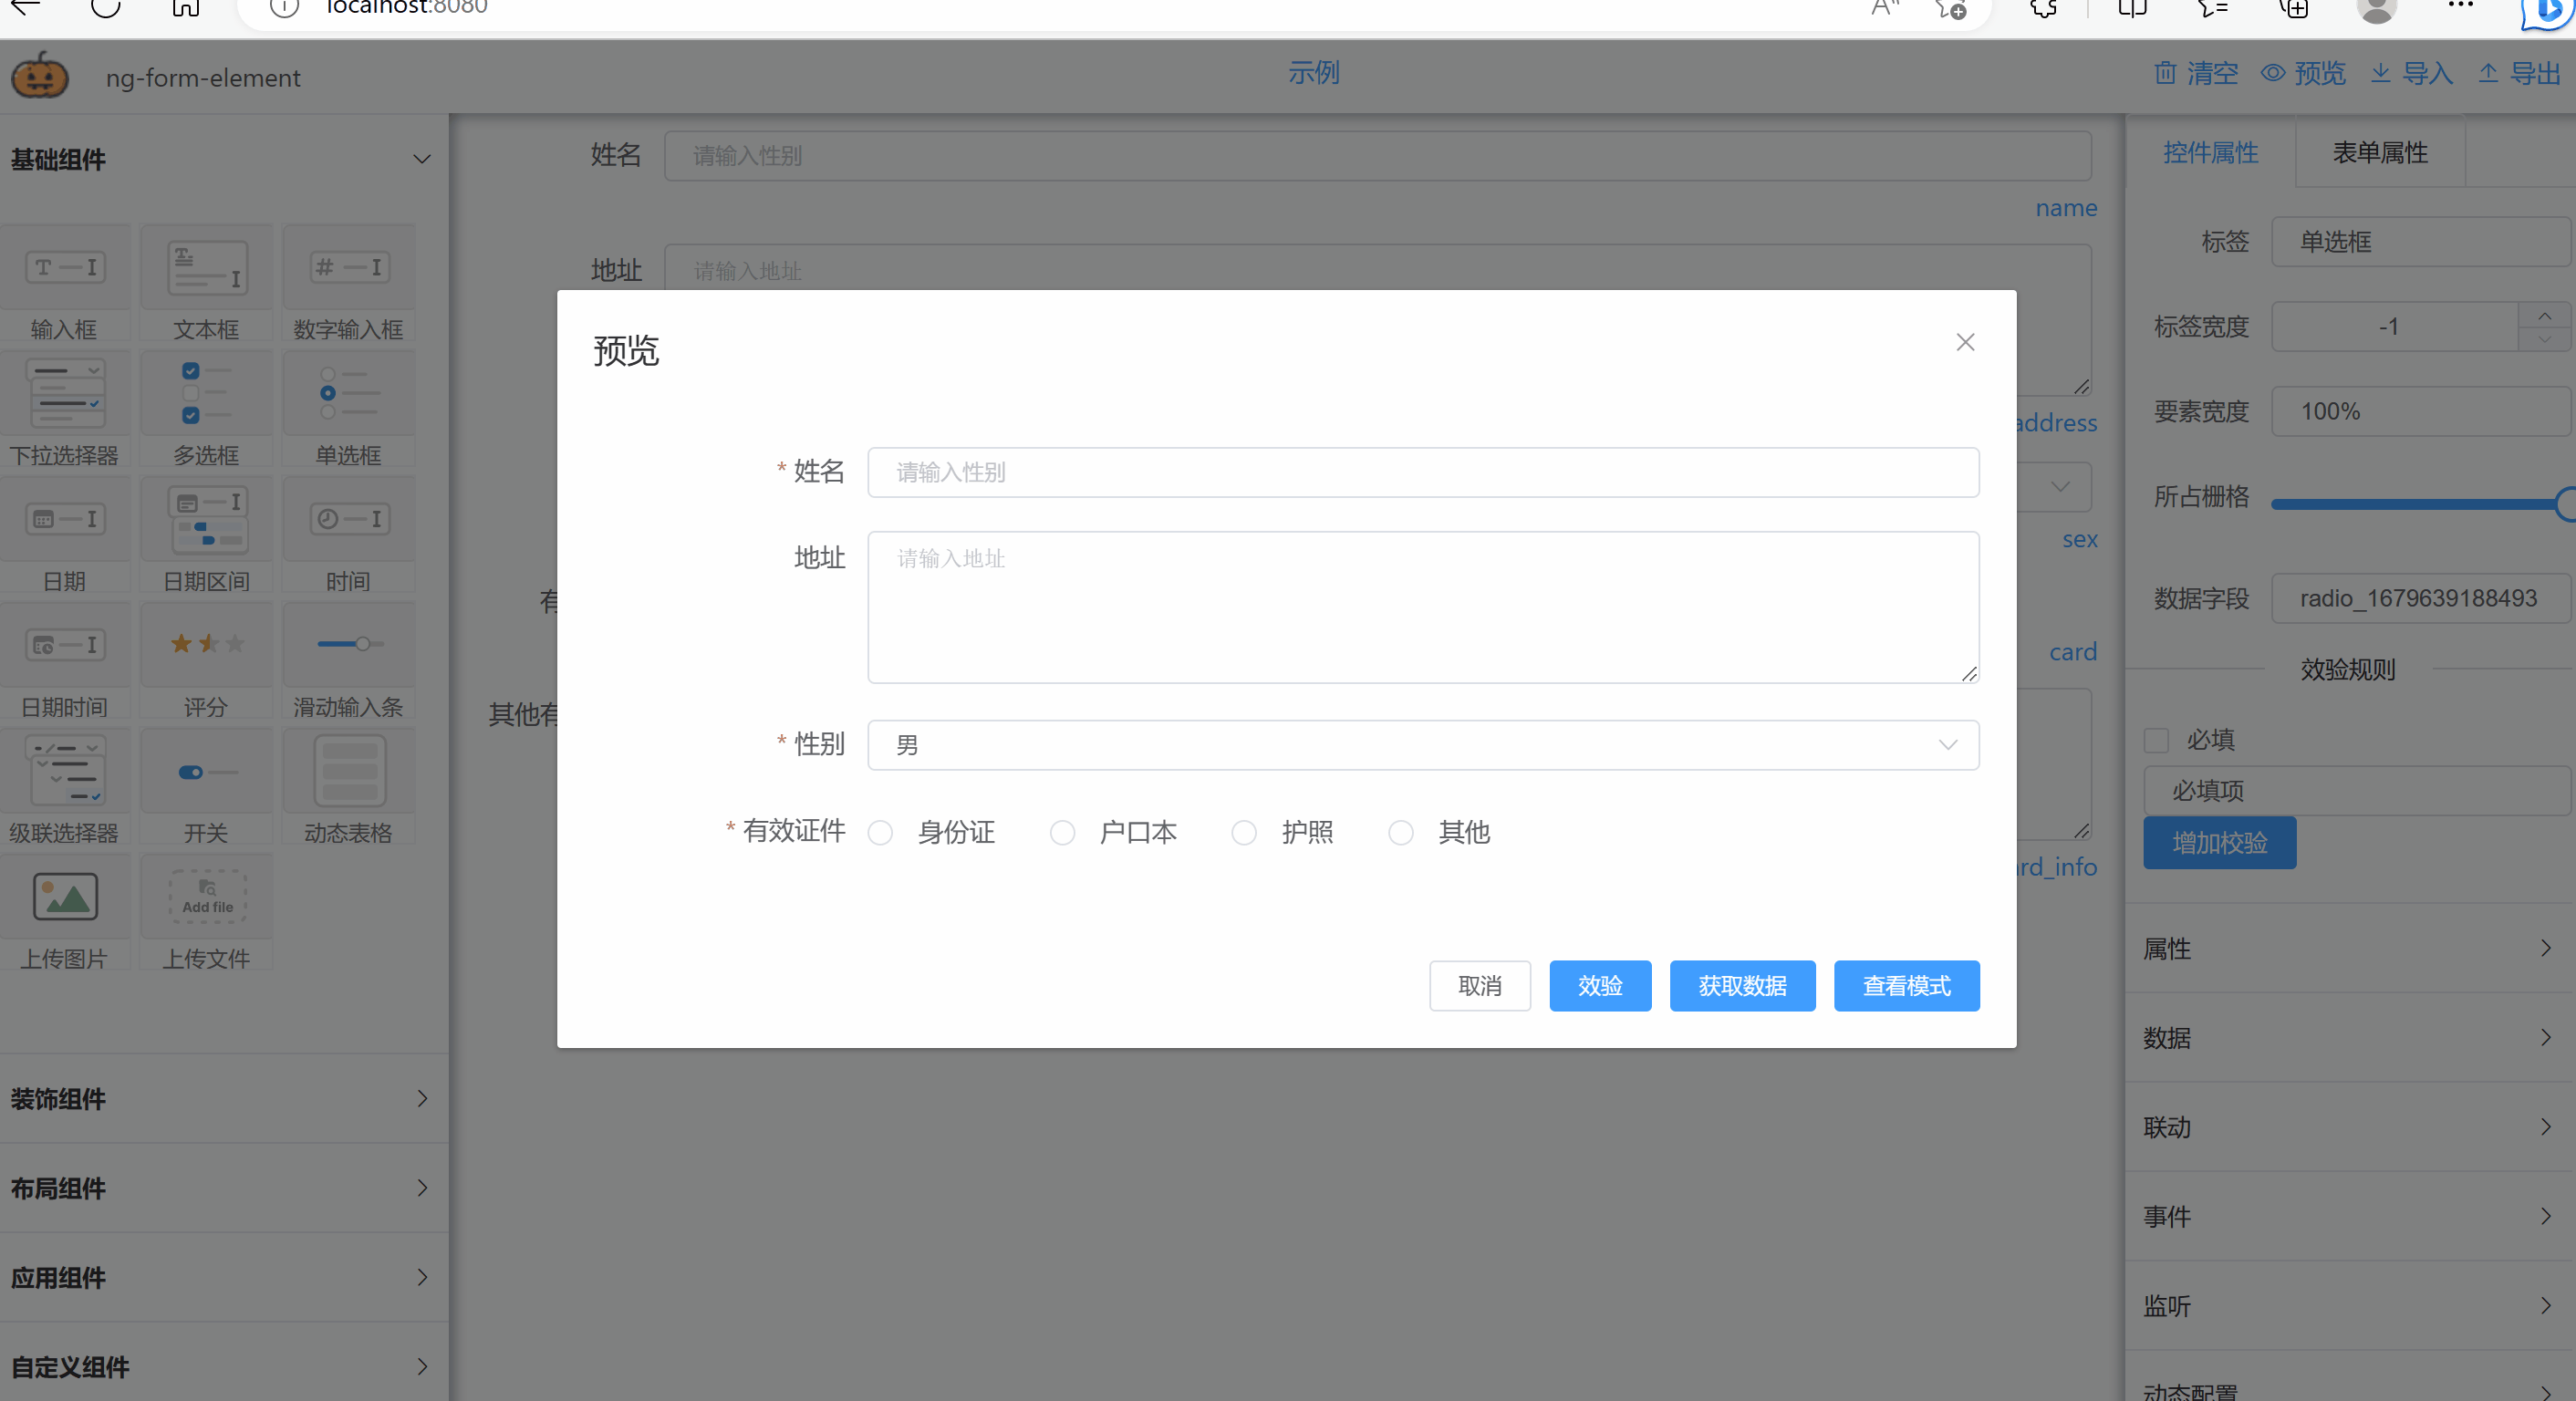 localhost:8080
ng-form-element
示例
清空 预览 导入 导出
基础组件
输入框 文本框 数字输入框
下拉选择器 多选框 单选框
日期 日期区间 时间
日期时间 评分 滑动输入条
级联选择器 开关 动态表格
Add file
上传图片 上传文件
装饰组件
布局组件
应用组件
自定义组件
姓名 请输入性别
name
地址 请输入地址
address
sex
有
card
其他有
rd_info
预览
* 姓名 请输入性别
地址 请输入地址
* 性别 男
* 有效证件 身份证 户口本 护照 其他
取消 效验 获取数据 查看模式
控件属性 表单属性
标签 单选框
标签宽度 -1
要素宽度 100%
所占栅格
数据字段 radio_1679639188493
效验规则
必填
必填项
增加校验
属性
数据
联动
事件
监听
动态配置